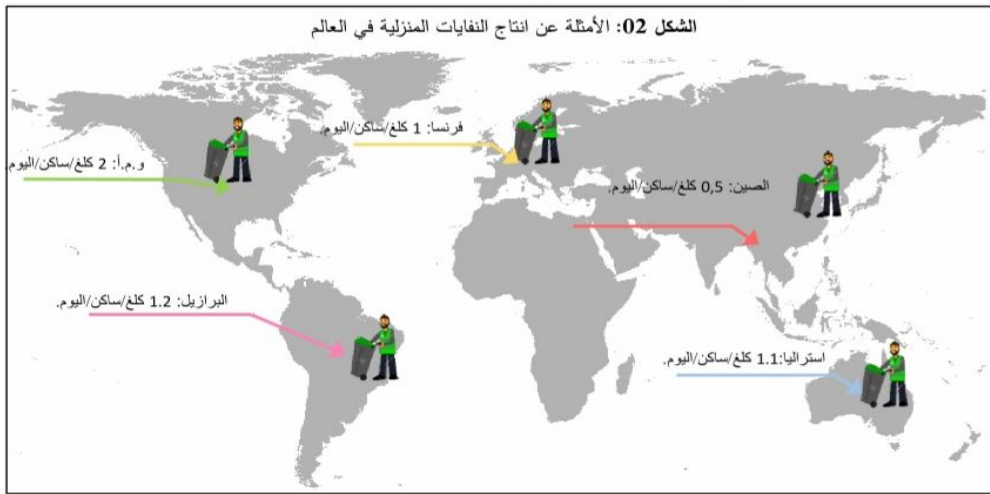 الشكل 02: الأمثلة عن انتاج النفايات المنزلية في العالم
فرنسا: 1 كلغ/ساكن/اليوم.
و.م.أ: 2 كلغ/ساكن/اليوم.
الصين: 0,5 كلغ/ساكن/اليوم.
البرازيل: 1.2 كلغ/ساكن/اليوم.
استراليا:1.1 كلغ/ساكن/اليوم.